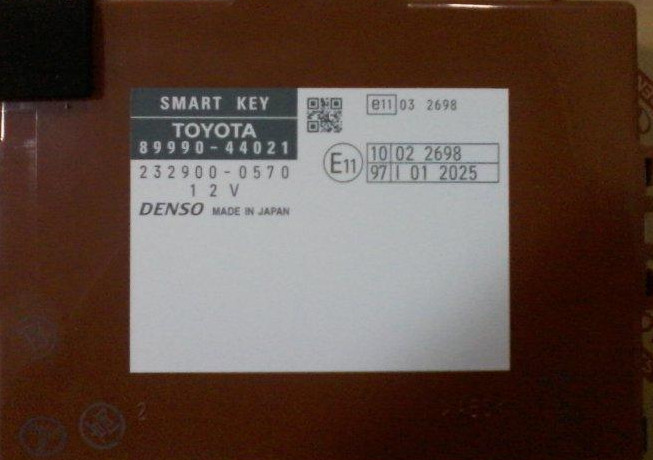 SMART KEY
TOYOTA
89990-44021
232900-0570
12V
DENSO MADE IN JAPAN
e11 03 2698
E11
10 02 2698
97 I 01 2025
2